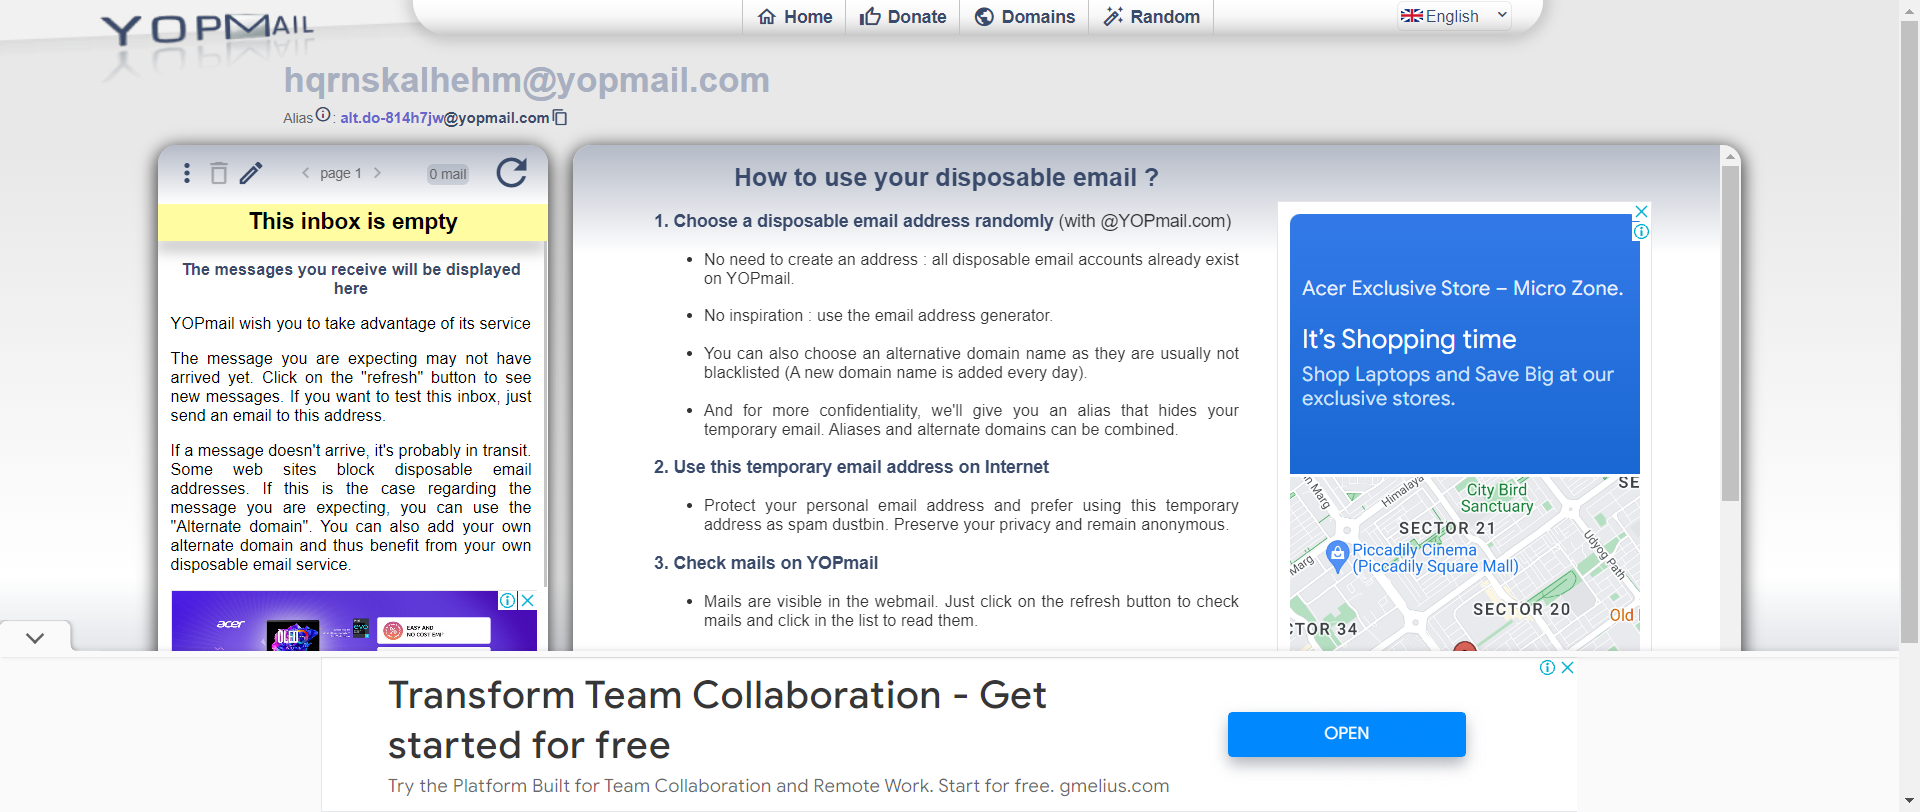 YOPMAIL
Home
Donate
Domains
Random
English
hqrnskalhehm@yopmail.com
Alias : alt.do-814h7jw@yopmail.com
page 1
0 mail
This inbox is empty
The messages you receive will be displayed
here
YOPmail wish you to take advantage of its service
The message you are expecting may not have
arrived yet. Click on the "refresh" button to see
new messages. If you want to test this inbox, just
send an email to this address.
If a message doesn't arrive, it's probably in transit.
Some web sites block disposable email
addresses. If this is the case regarding the
message you are expecting, you can use the
"Alternate domain". You can also add your own
alternate domain and thus benefit from your own
disposable email service.
acer
OLED
evo
EASY AND
NO COST EMI*
How to use your disposable email ?
1. Choose a disposable email address randomly (with @YOPmail.com)
• No need to create an address : all disposable email accounts already exist
on YOPmail.
• No inspiration : use the email address generator.
• You can also choose an alternative domain name as they are usually not
blacklisted (A new domain name is added every day).
• And for more confidentiality, we'll give you an alias that hides your
temporary email. Aliases and alternate domains can be combined.
2. Use this temporary email address on Internet
• Protect your personal email address and prefer using this temporary
address as spam dustbin. Preserve your privacy and remain anonymous.
3. Check mails on YOPmail
• Mails are visible in the webmail. Just click on the refresh button to check
mails and click in the list to read them.
Acer Exclusive Store – Micro Zone.
It's Shopping time
Shop Laptops and Save Big at our
exclusive stores.
n Marg
Himalaya
City Bird
Sanctuary
SE
SECTOR 21
Piccadily Cinema
(Piccadily Square Mall)
Udyog Path
Marg
SECTOR 20
Old
CTOR 34
Transform Team Collaboration - Get
started for free
Try the Platform Built for Team Collaboration and Remote Work. Start for free. gmelius.com
OPEN